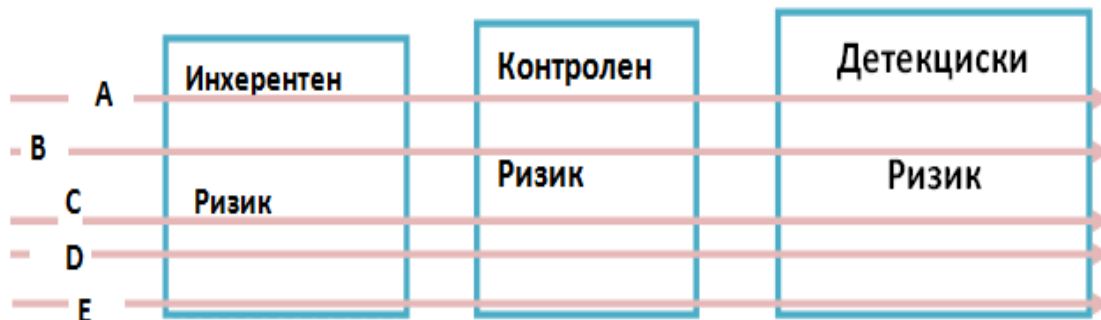 A
B
C
D
E
Инхерентен
Ризик
Контролен
Ризик
Детекциски
Ризик